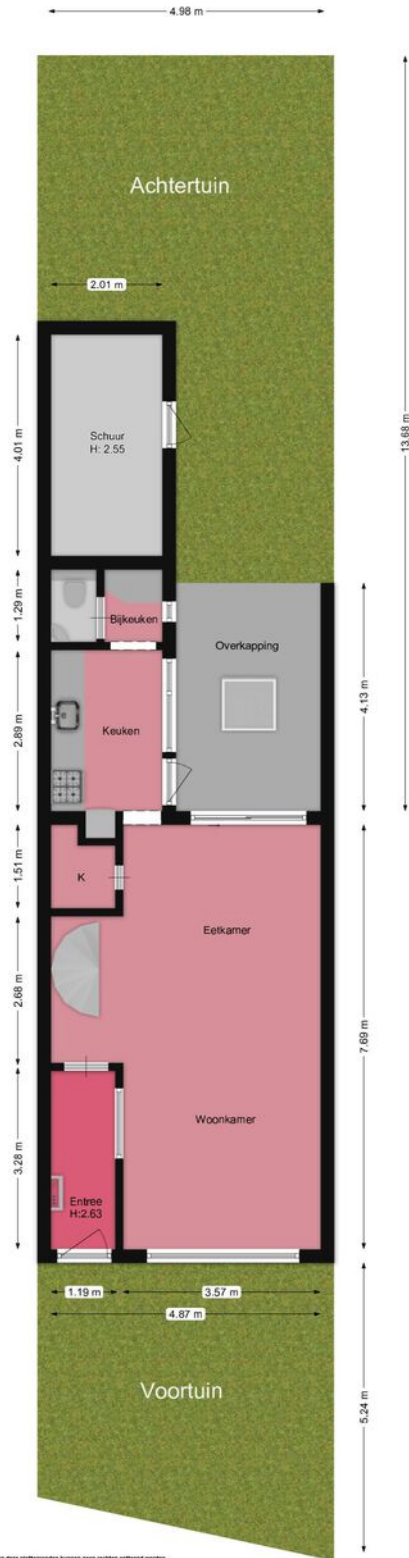 4.98 m
Achtertuin
2.01 m
13.68 m
4.01 m
Schuur
H: 2.55
1.29 m
Bijkeuken
Overkapping
4.13 m
2.89 m
Keuken
1.51 m
K
Eetkamer
2.68 m
7.69 m
Woonkamer
3.28 m
Entree
H:2.63
1.19 m
3.57 m
4.87 m
Voortuin
5.24 m